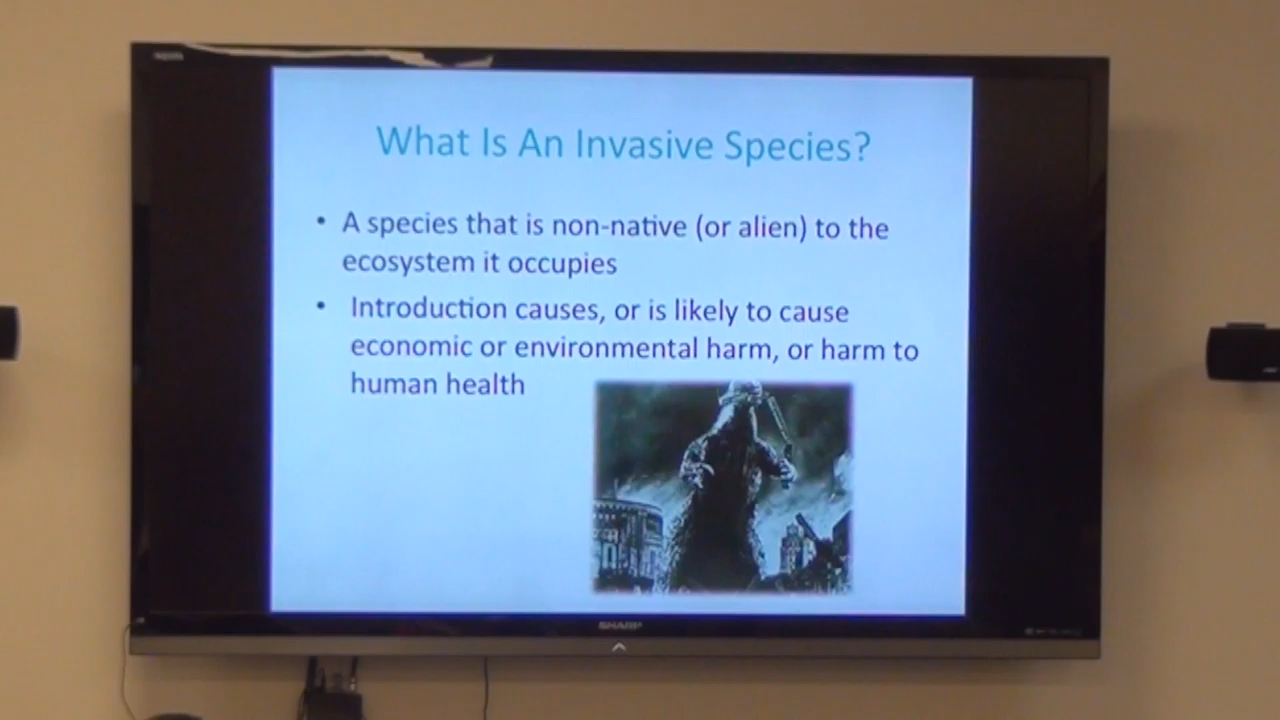 What Is An Invasive Species?
• A species that is non-native (or alien) to the
ecosystem it occupies
• Introduction causes, or is likely to cause
economic or environmental harm, or harm to
human health
SHARP